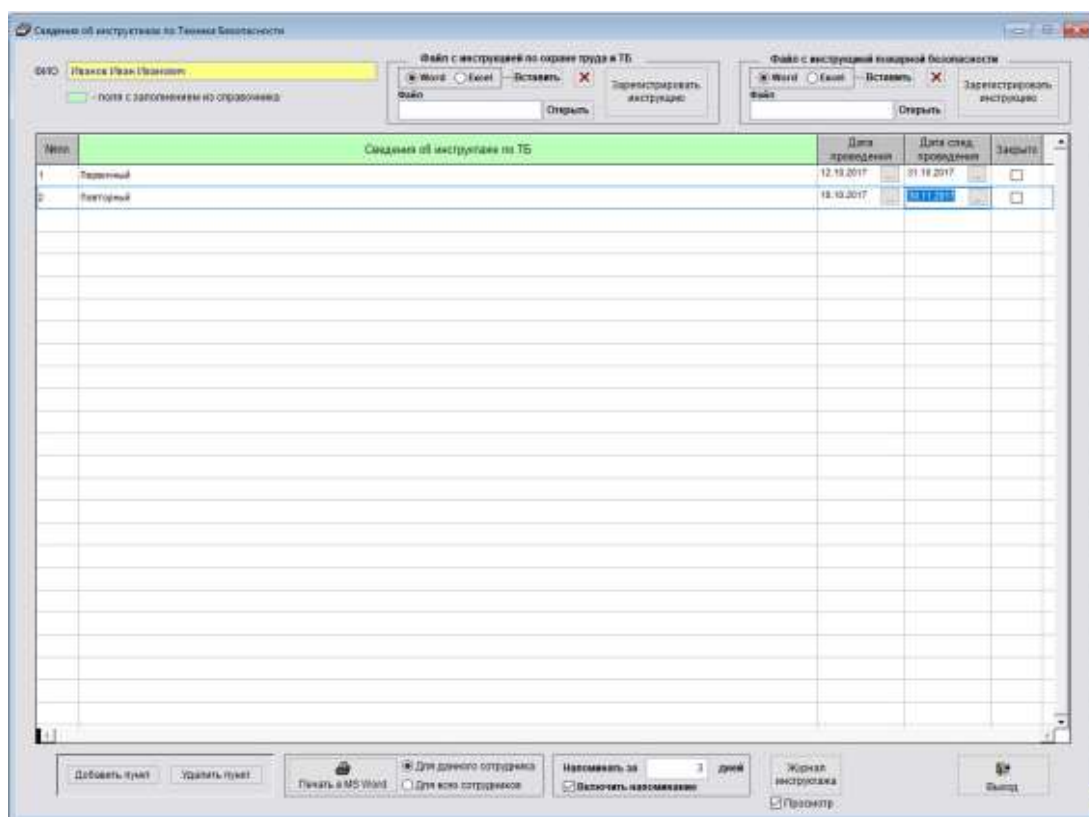 Сведения об инструктажах по Технике Безопасности
Файл с инструкцией по охране труда и ТБ
Файл с инструкцией пожарной безопасности
ФИО Иванов Иван Иванович
Word Excel Вставить
Зарегистрировать инструкцию
Word Excel Вставить
Зарегистрировать инструкцию
- поля с заполнением из справочника
Файл
Открыть
Файл
Открыть
№пп Сведения об инструктаже по ТБ Дата проведения Дата след. проведения Закрыто
1 Первичный 12.10.2017 ... 31.10.2017 ...
2 Повторный 18.10.2017 ... ...
Добавить пункт Удалить пункт
Печать в MS Word
Для данного сотрудника
Для всех сотрудников
Напоминать за 3 дней
Включить напоминание
Журнал инструктажа
Просмотр
Выход